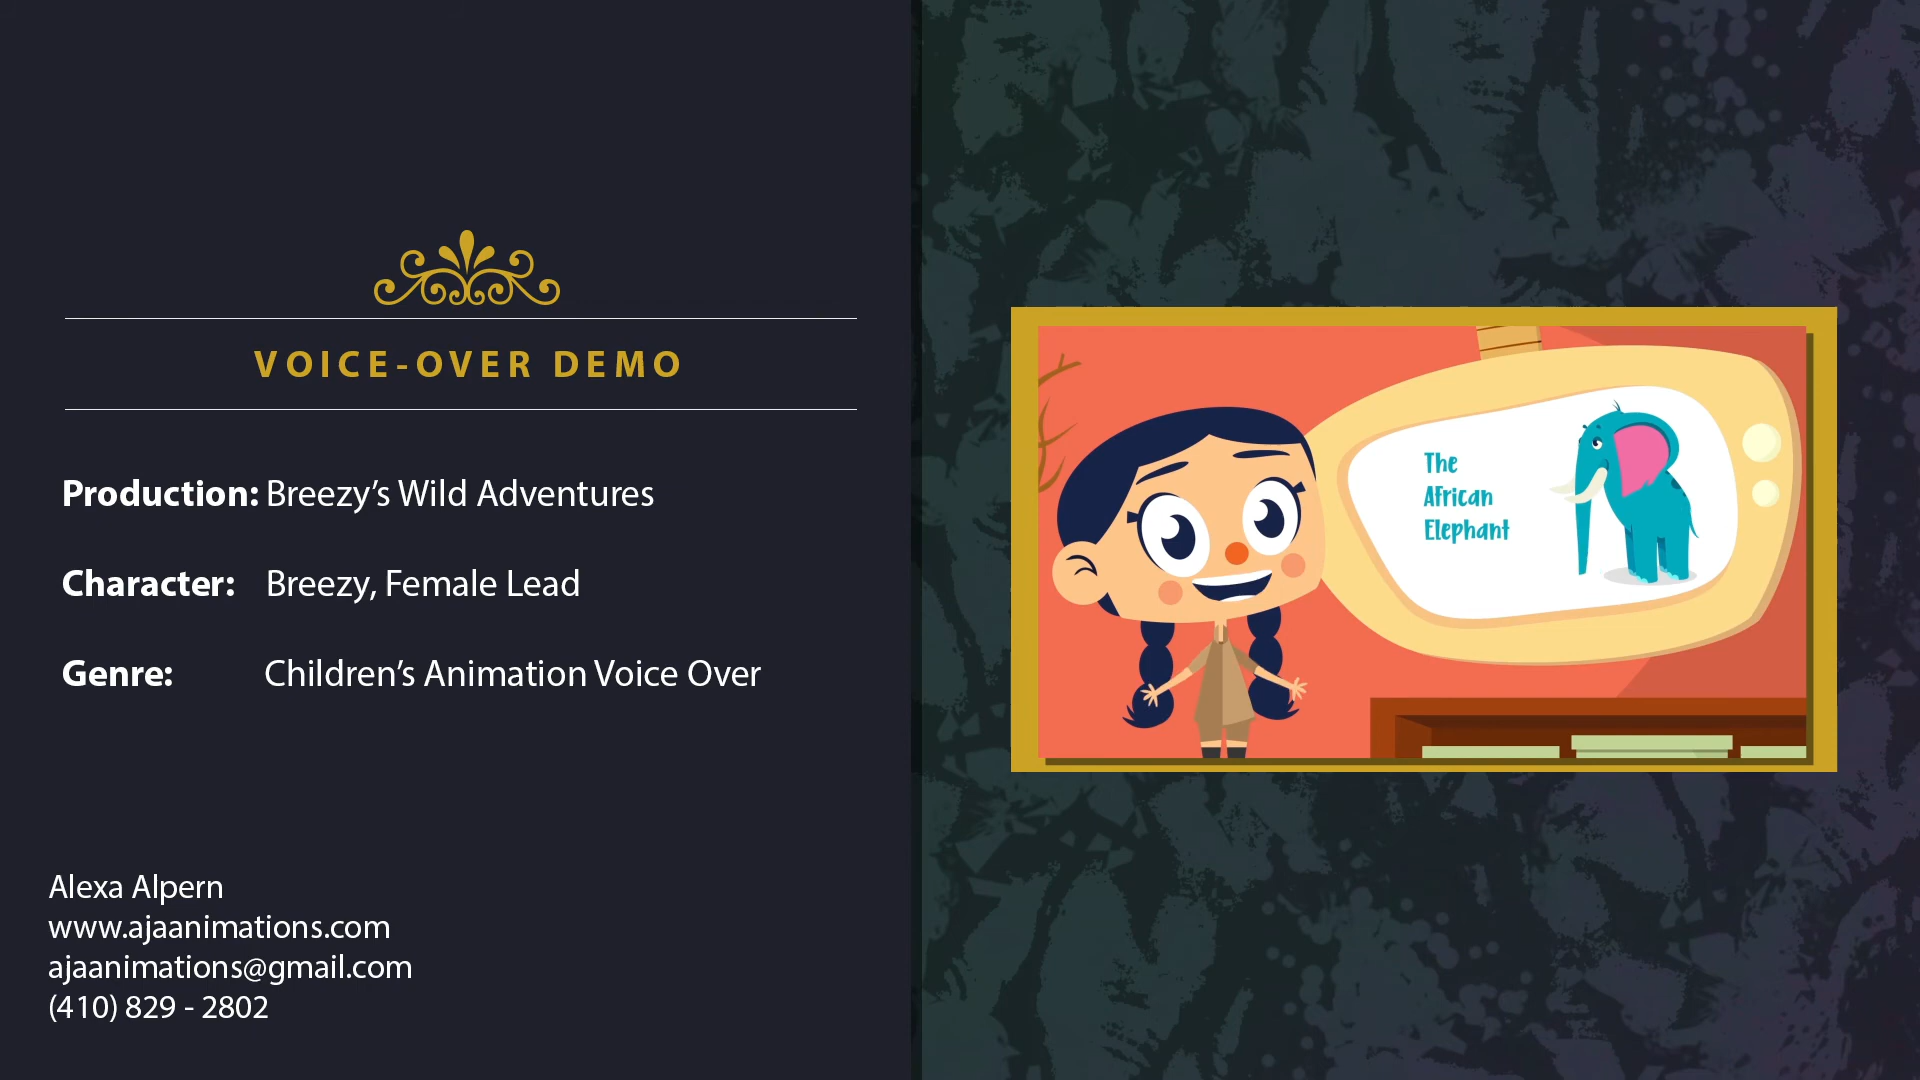 VOICE-OVER DEMO
Production: Breezy’s Wild Adventures
Character: Breezy, Female Lead
Genre: Children’s Animation Voice Over
Alexa Alpern
www.ajaanimations.com
ajaanimations@gmail.com
(410) 829 - 2802
The
African
Elephant